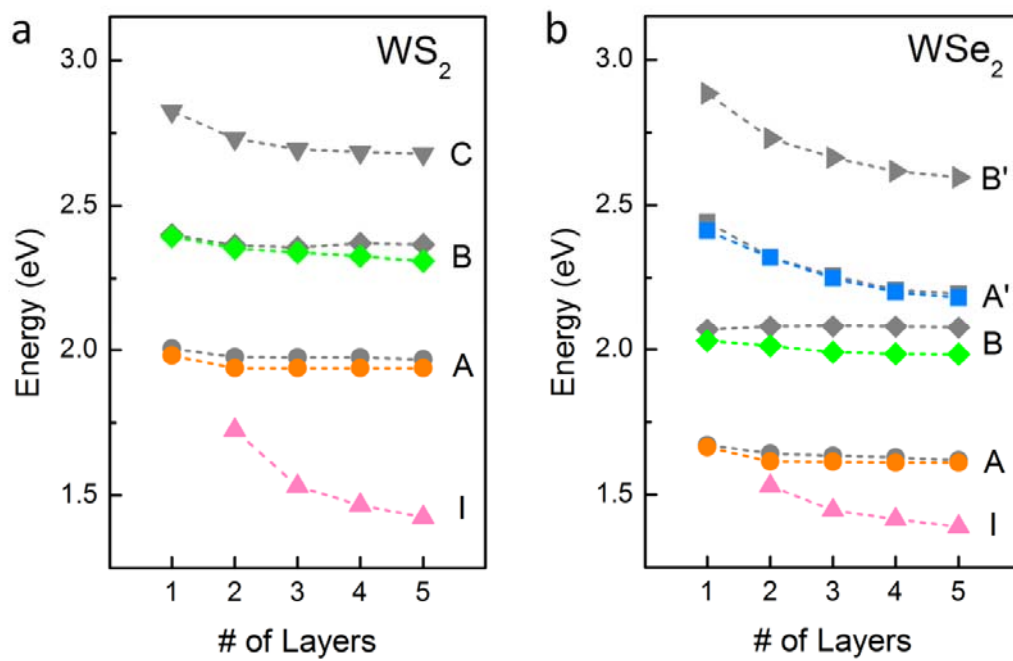 a
WS₂
Energy (eV)
3.0
2.5
2.0
1.5
C
B
A
I
1 2 3 4 5
# of Layers
b
WSe₂
Energy (eV)
3.0
2.5
2.0
1.5
B'
A'
B
A
I
1 2 3 4 5
# of Layers